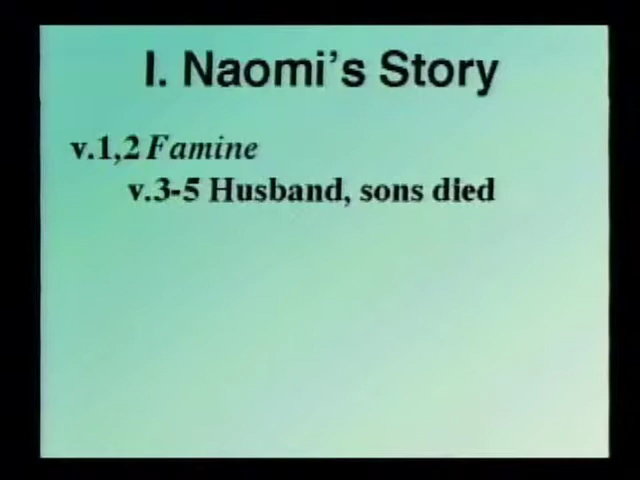 I. Naomi's Story
v.1,2 Famine
v.3-5 Husband, sons died